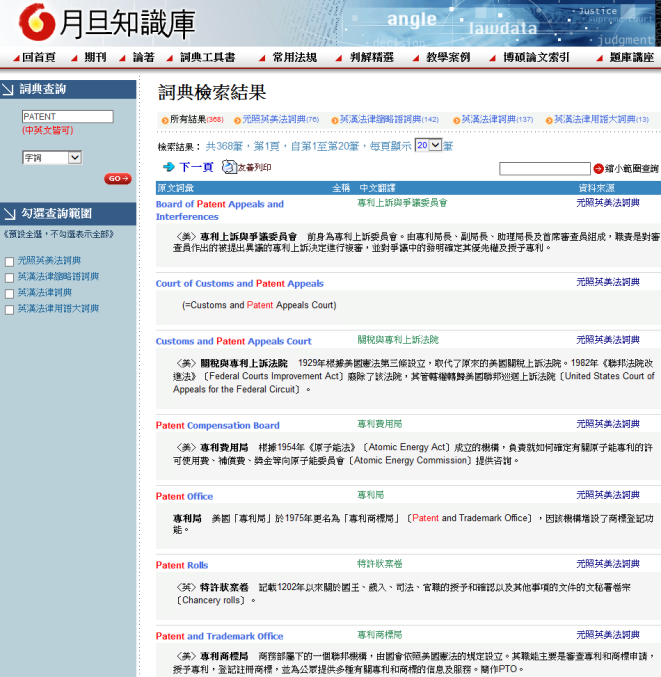 月旦知識庫
angle
lawdata
Justice
supreme court
judgment
回首頁 期刊 論著 詞典工具書 常用法規 判解精選 教學案例 博碩論文索引 題庫講座
詞典查詢
PATENT
(中英文皆可)
字詞
GO
勾選查詢範圍
《預設全選，不勾選表示全部》
元照英美法詞典
英漢法律縮略語詞典
英漢法律詞典
英漢法律用語大詞典
詞典檢索結果
所有結果(368) 元照英美法詞典(76) 英漢法律縮略語詞典(142) 英漢法律詞典(137) 英漢法律用語大詞典(13)
檢索結果： 共368筆，第1頁，自第1至第20筆，每頁顯示 20 筆
下一頁 友善列印 縮小範圍查詢
原文詞彙 全稱 中文翻譯 資料來源
Board of Patent Appeals and Interferences 專利上訴與爭議委員會 元照英美法詞典
〈美〉專利上訴與爭議委員會 前身為專利上訴委員會。由專利局長、副局長、助理局長及首席審查員組成，職責是對審
查員作出的被提出異議的專利上訴決定進行複審，並對爭議中的發明確定其優先權及授予專利。
Court of Customs and Patent Appeals 元照英美法詞典
(=Customs and Patent Appeals Court)
Customs and Patent Appeals Court 關稅與專利上訴法院 元照英美法詞典
〈美〉關稅與專利上訴法院 1929年根據美國憲法第三條設立，取代了原來的美國關稅上訴法院。1982年《聯邦法院改
進法》〔Federal Courts Improvement Act〕廢除了該法院，其管轄權轉歸美國聯邦巡迴上訴法院〔United States Court of
Appeals for the Federal Circuit〕。
Patent Compensation Board 專利費用局 元照英美法詞典
〈美〉專利費用局 根據1954年《原子能法》〔Atomic Energy Act〕成立的機構，負責就如何確定有關原子能專利的許
可使用費、補償費、獎金等向原子能委員會〔Atomic Energy Commission〕提供咨詢。
Patent Office 專利局 元照英美法詞典
專利局 美國「專利局」於1975年更名為「專利商標局」〔Patent and Trademark Office〕，因該機構增設了商標登記功
能。
Patent Rolls 特許狀案卷 元照英美法詞典
〈英〉特許狀案卷 記載1202年以來關於國王、歲入、司法、官職的授予和確認以及其他事項的文件的文秘署卷宗
〔Chancery rolls〕。
Patent and Trademark Office 專利商標局 元照英美法詞典
〈美〉專利商標局 商務部屬下的一個聯邦機構，由國會依照美國憲法的規定設立。其職能主要是審查專利和商標申請，
授予專利，登記註冊商標，並為公眾提供多種有關專利和商標的信息及服務。簡作PTO。